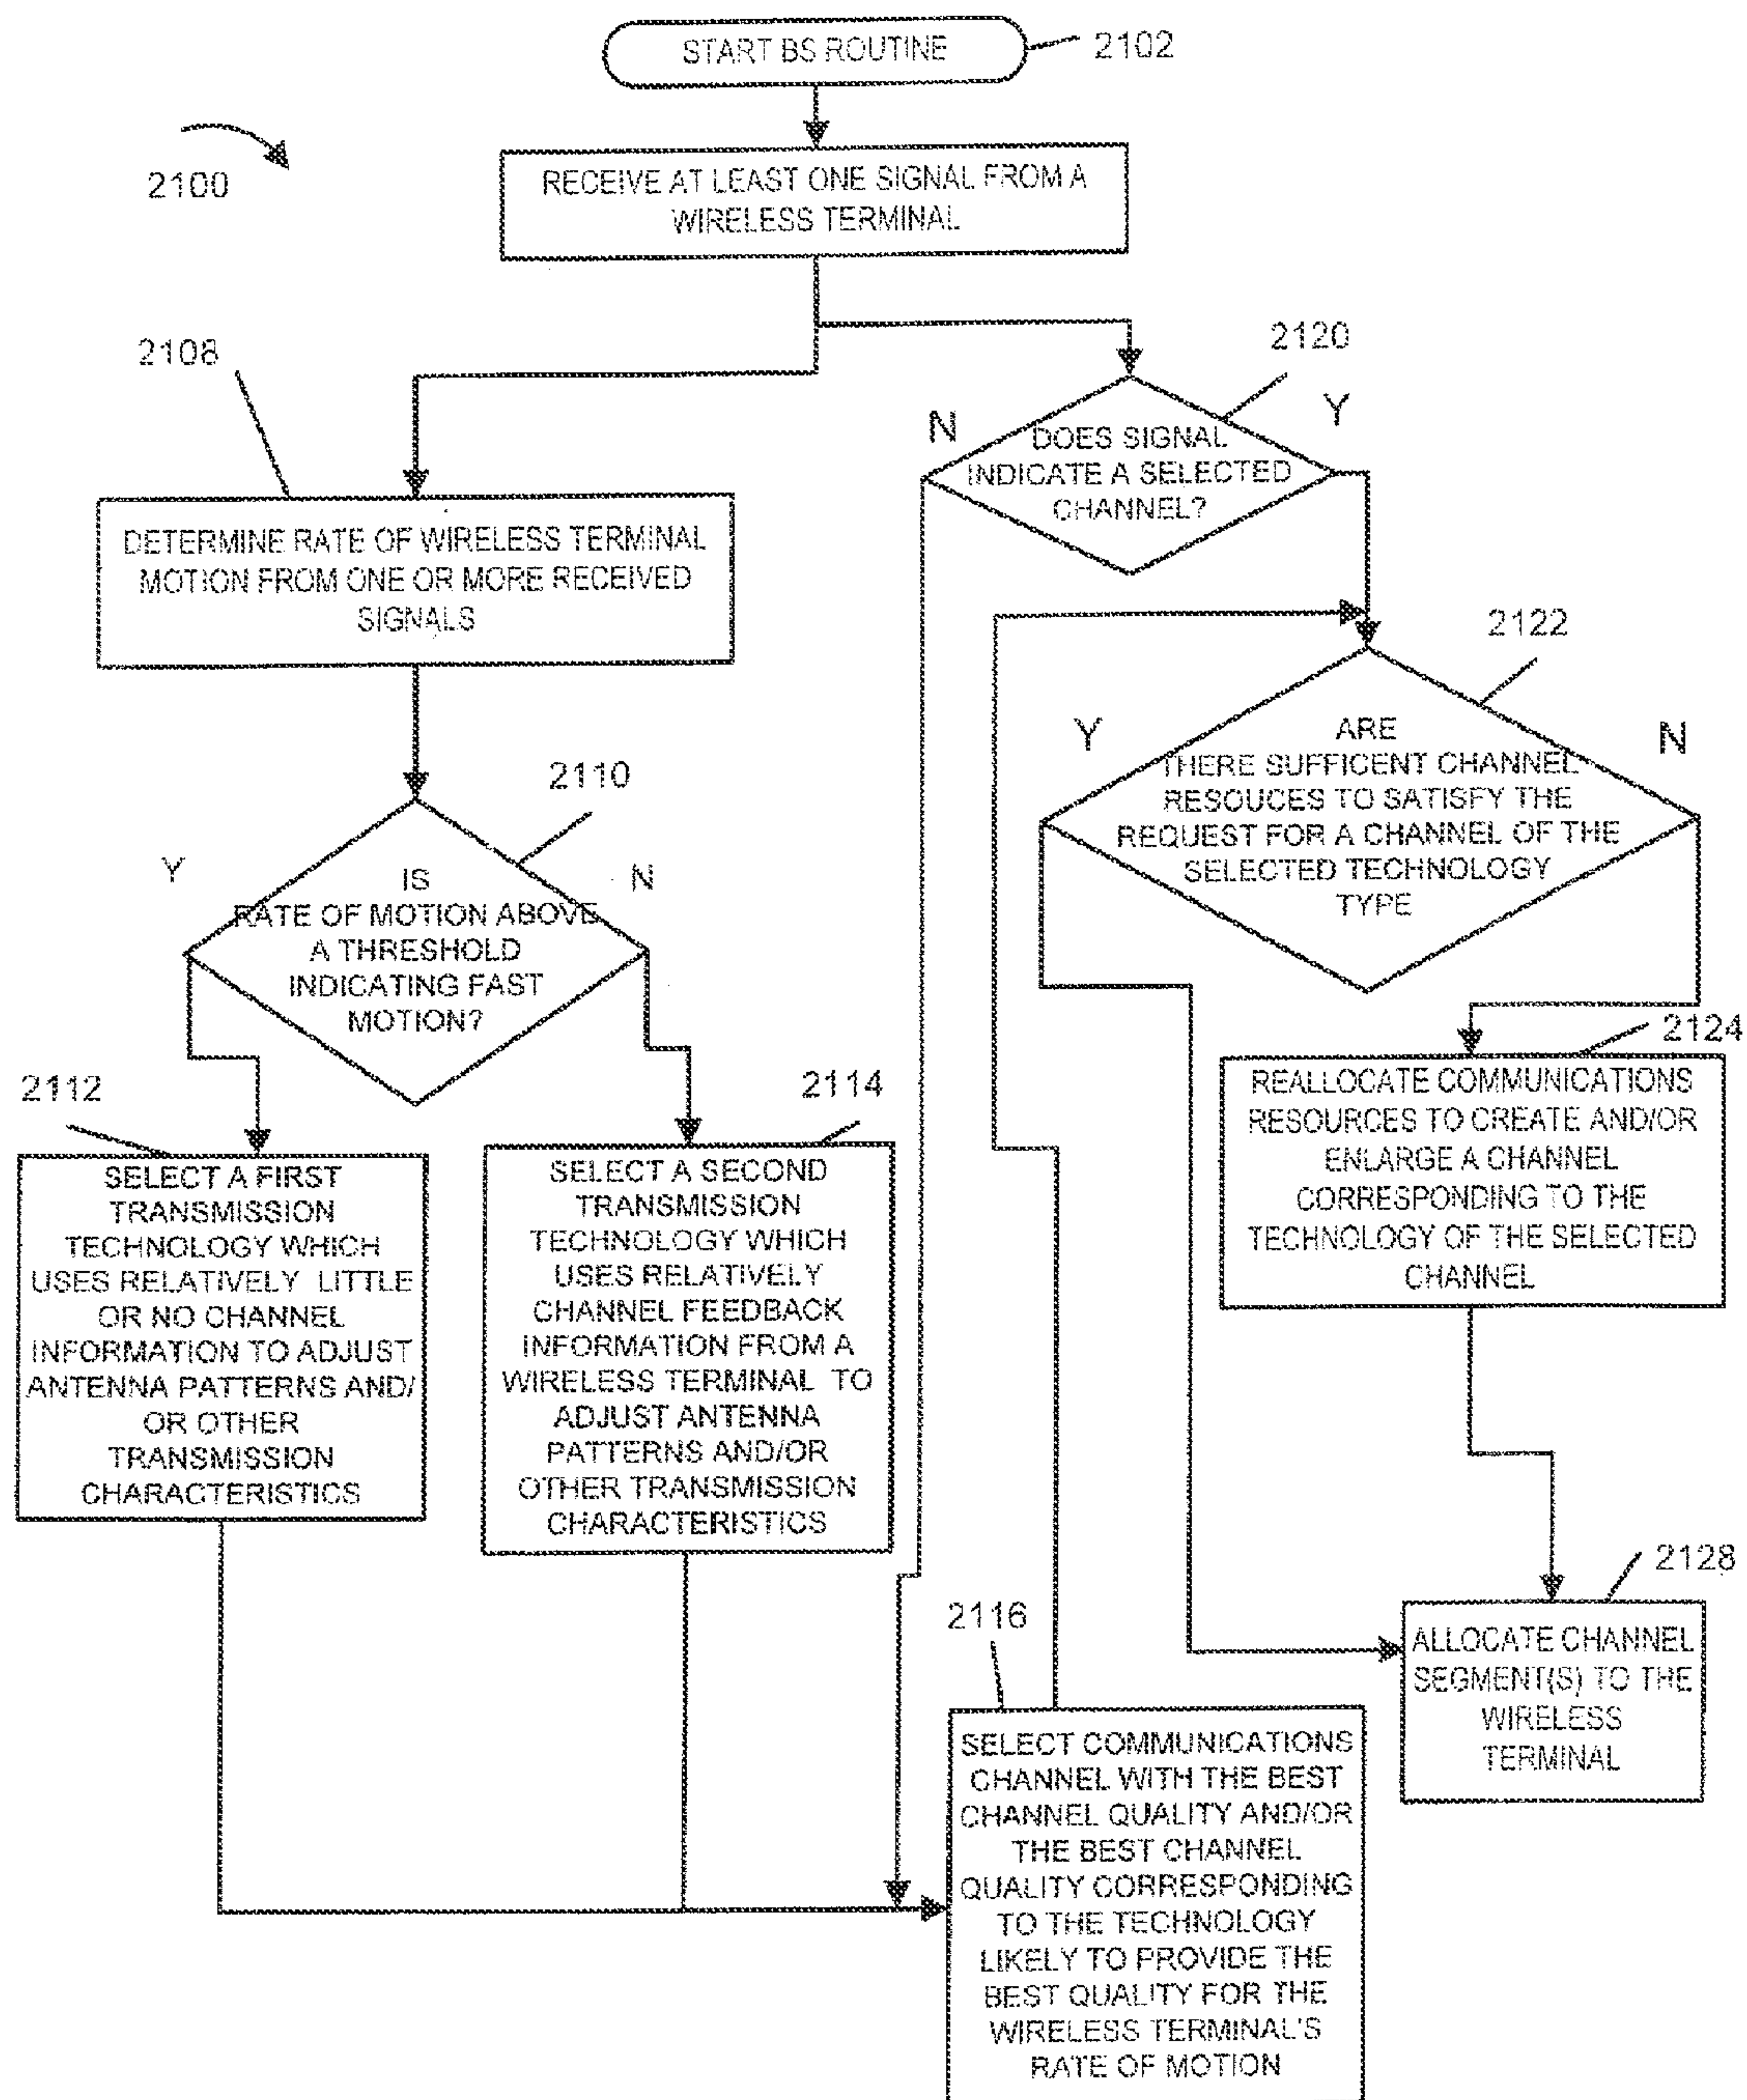 START BS ROUTINE
2102
2100
RECEIVE AT LEAST ONE SIGNAL FROM A
WIRELESS TERMINAL
2108
2120
N
Y
DOES SIGNAL
INDICATE A SELECTED
CHANNEL?
DETERMINE RATE OF WIRELESS TERMINAL
MOTION FROM ONE OR MORE RECEIVED
SIGNALS
2122
Y
N
ARE
THERE SUFFICENT CHANNEL
RESOUCES TO SATISFY THE
REQUEST FOR A CHANNEL OF THE
SELECTED TECHNOLOGY
TYPE
2110
Y
N
IS
RATE OF MOTION ABOVE
A THRESHOLD
INDICATING FAST
MOTION?
2112
SELECT A FIRST
TRANSMISSION
TECHNOLOGY WHICH
USES RELATIVELY LITTLE
OR NO CHANNEL
INFORMATION TO ADJUST
ANTENNA PATTERNS AND/
OR OTHER
TRANSMISSION
CHARACTERISTICS
2114
SELECT A SECOND
TRANSMISSION
TECHNOLOGY WHICH
USES RELATIVELY
CHANNEL FEEDBACK
INFORMATION FROM A
WIRELESS TERMINAL TO
ADJUST ANTENNA
PATTERNS AND/OR
OTHER TRANSMISSION
CHARACTERISTICS
2124
REALLOCATE COMMUNICATIONS
RESOURCES TO CREATE AND/OR
ENLARGE A CHANNEL
CORRESPONDING TO THE
TECHNOLOGY OF THE SELECTED
CHANNEL
2128
ALLOCATE CHANNEL
SEGMENT(S) TO THE
WIRELESS
TERMINAL
2116
SELECT COMMUNICATIONS
CHANNEL WITH THE BEST
CHANNEL QUALITY AND/OR
THE BEST CHANNEL
QUALITY CORRESPONDING
TO THE TECHNOLOGY
LIKELY TO PROVIDE THE
BEST QUALITY FOR THE
WIRELESS TERMINAL'S
RATE OF MOTION